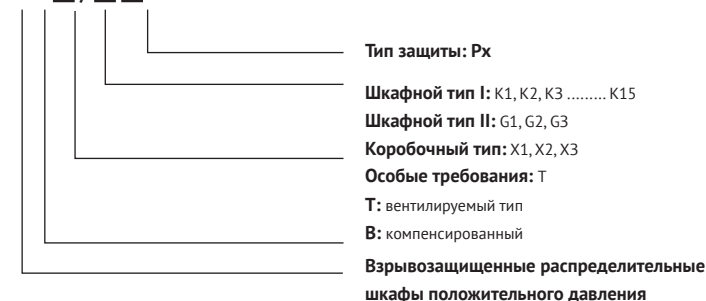 Тип защиты: Px
Шкафной тип I: K1, K2, K3 ......... K15
Шкафной тип II: G1, G2, G3
Коробочный тип: X1, X2, X3
Особые требования: T
T: вентилируемый тип
B: компенсированный
Взрывозащищенные распределительные
шкафы положительного давления